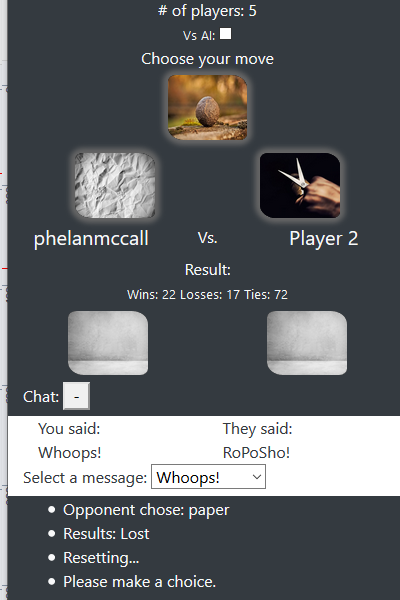 # of players: 5
Vs AI:
Choose your move
phelanmccall Vs. Player 2
Result:
Wins: 22 Losses: 17 Ties: 72
Chat: -
You said: They said:
Whoops! RoPoSho!
Select a message: Whoops!
Opponent chose: paper
Results: Lost
Resetting...
Please make a choice.